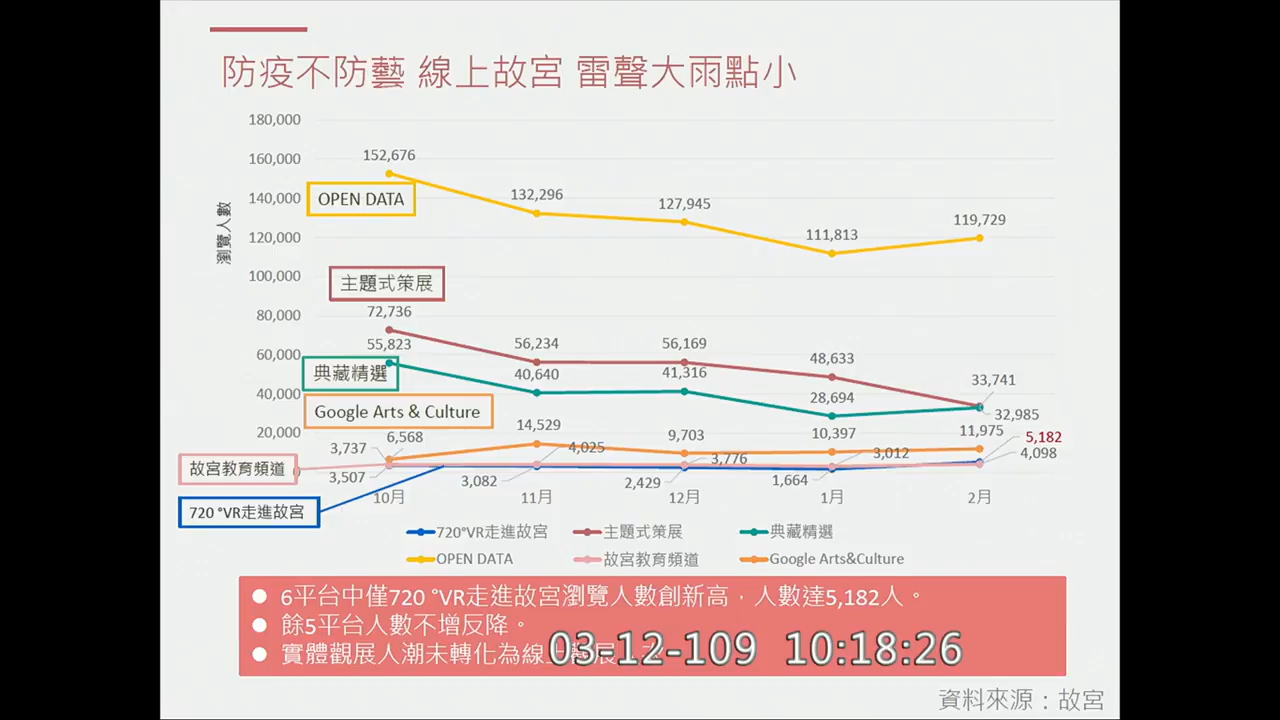 防疫不防藝 線上故宮 雷聲大雨點小
180,000
160,000
140,000
120,000
100,000
80,000
60,000
40,000
20,000
0
瀏覽人數
152,676
132,296
127,945
111,813
119,729
OPEN DATA
主題式策展
72,736
56,234
56,169
48,633
33,741
55,823
40,640
41,316
28,694
32,985
典藏精選
Google Arts & Culture
6,568
14,529
9,703
10,397
11,975
3,737
4,025
3,776
3,012
4,098
故宮教育頻道
3,507
3,082
2,429
1,664
5,182
720 °VR走進故宮
10月
11月
12月
1月
2月
720°VR走進故宮
主題式策展
典藏精選
OPEN DATA
故宮教育頻道
Google Arts&Culture
6平台中僅720 °VR走進故宮瀏覽人數創新高，人數達5,182人。
餘5平台人數不增反降。
實體觀展人潮未轉化為線上觀展
03-12-109 10:18:26
資料來源：故宮